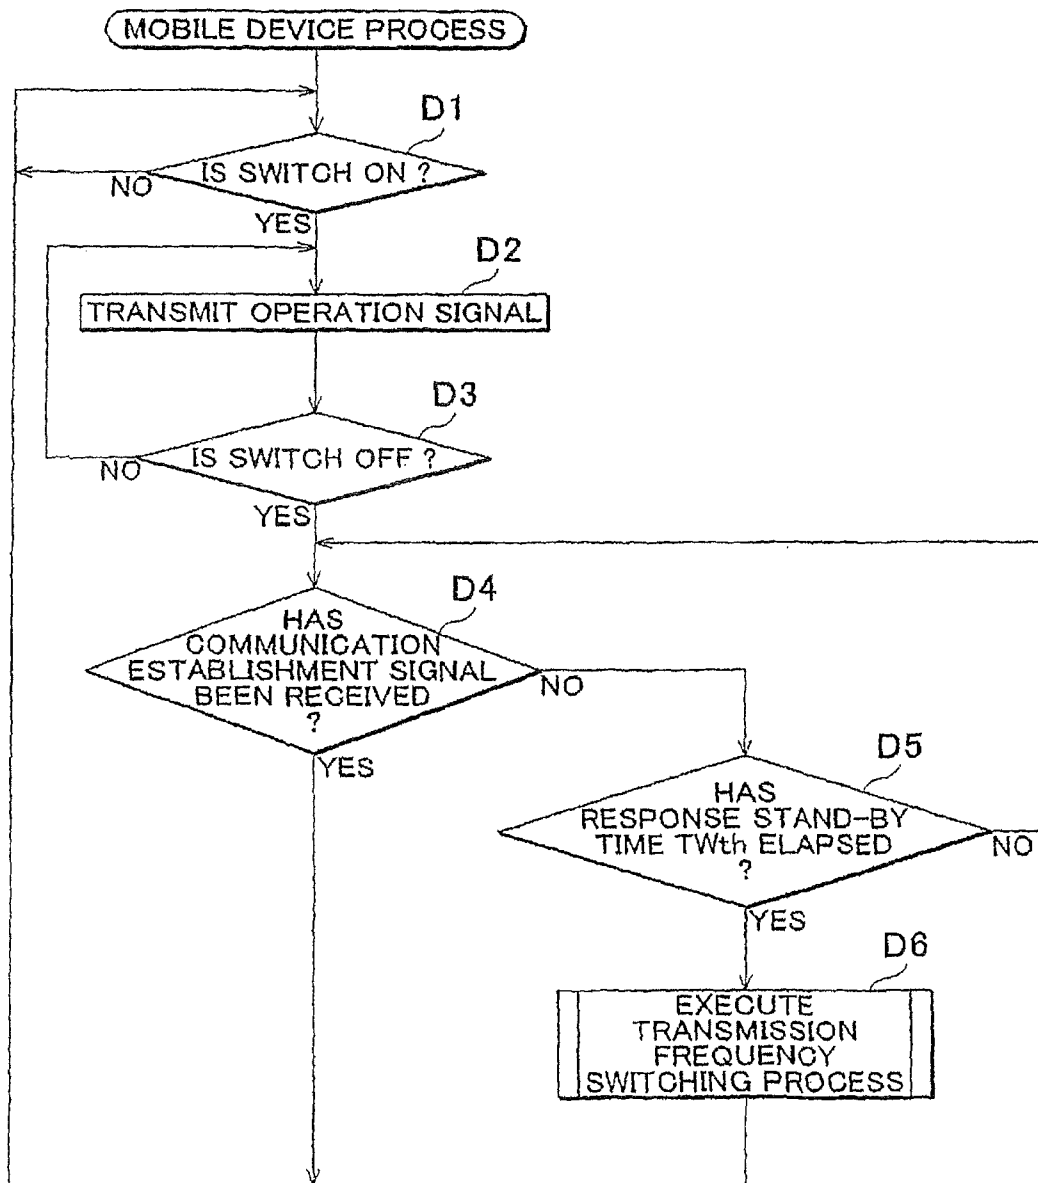 MOBILE DEVICE PROCESS
D1
IS SWITCH ON ?
NO
YES
D2
TRANSMIT OPERATION SIGNAL
D3
IS SWITCH OFF ?
NO
YES
D4
HAS
COMMUNICATION
ESTABLISHMENT SIGNAL
BEEN RECEIVED
?
NO
YES
D5
HAS
RESPONSE STAND-BY
TIME TWth ELAPSED
?
NO
YES
D6
EXECUTE
TRANSMISSION
FREQUENCY
SWITCHING PROCESS